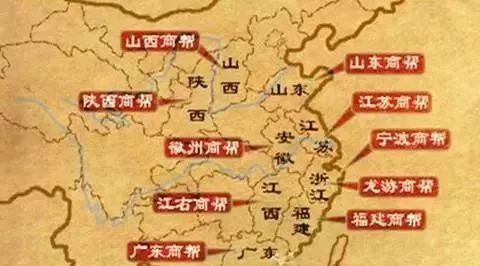 山西商帮
山西
山东商帮
陕西
山东
陕西商帮
江苏商帮
江苏
宁波商帮
徽州商帮
安徽
浙江
龙游商帮
江右商帮
江西
福建
福建商帮
广东商帮
广东